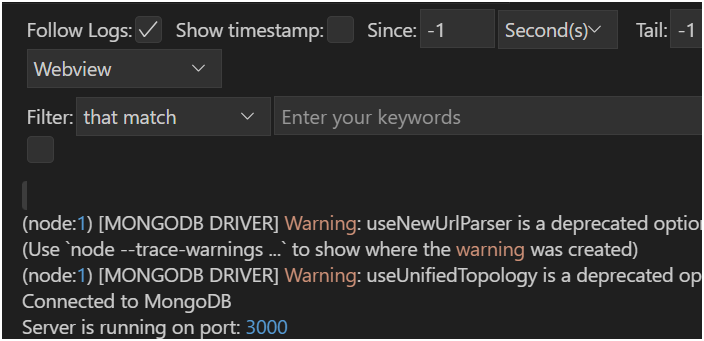 Follow Logs: Show timestamp: Since: -1 Second(s) Tail: -1
Webview
Filter: that match Enter your keywords
(node:1) [MONGODB DRIVER] Warning: useNewUrlParser is a deprecated optio
(Use `node --trace-warnings ...` to show where the warning was created)
(node:1) [MONGODB DRIVER] Warning: useUnifiedTopology is a deprecated op
Connected to MongoDB
Server is running on port: 3000